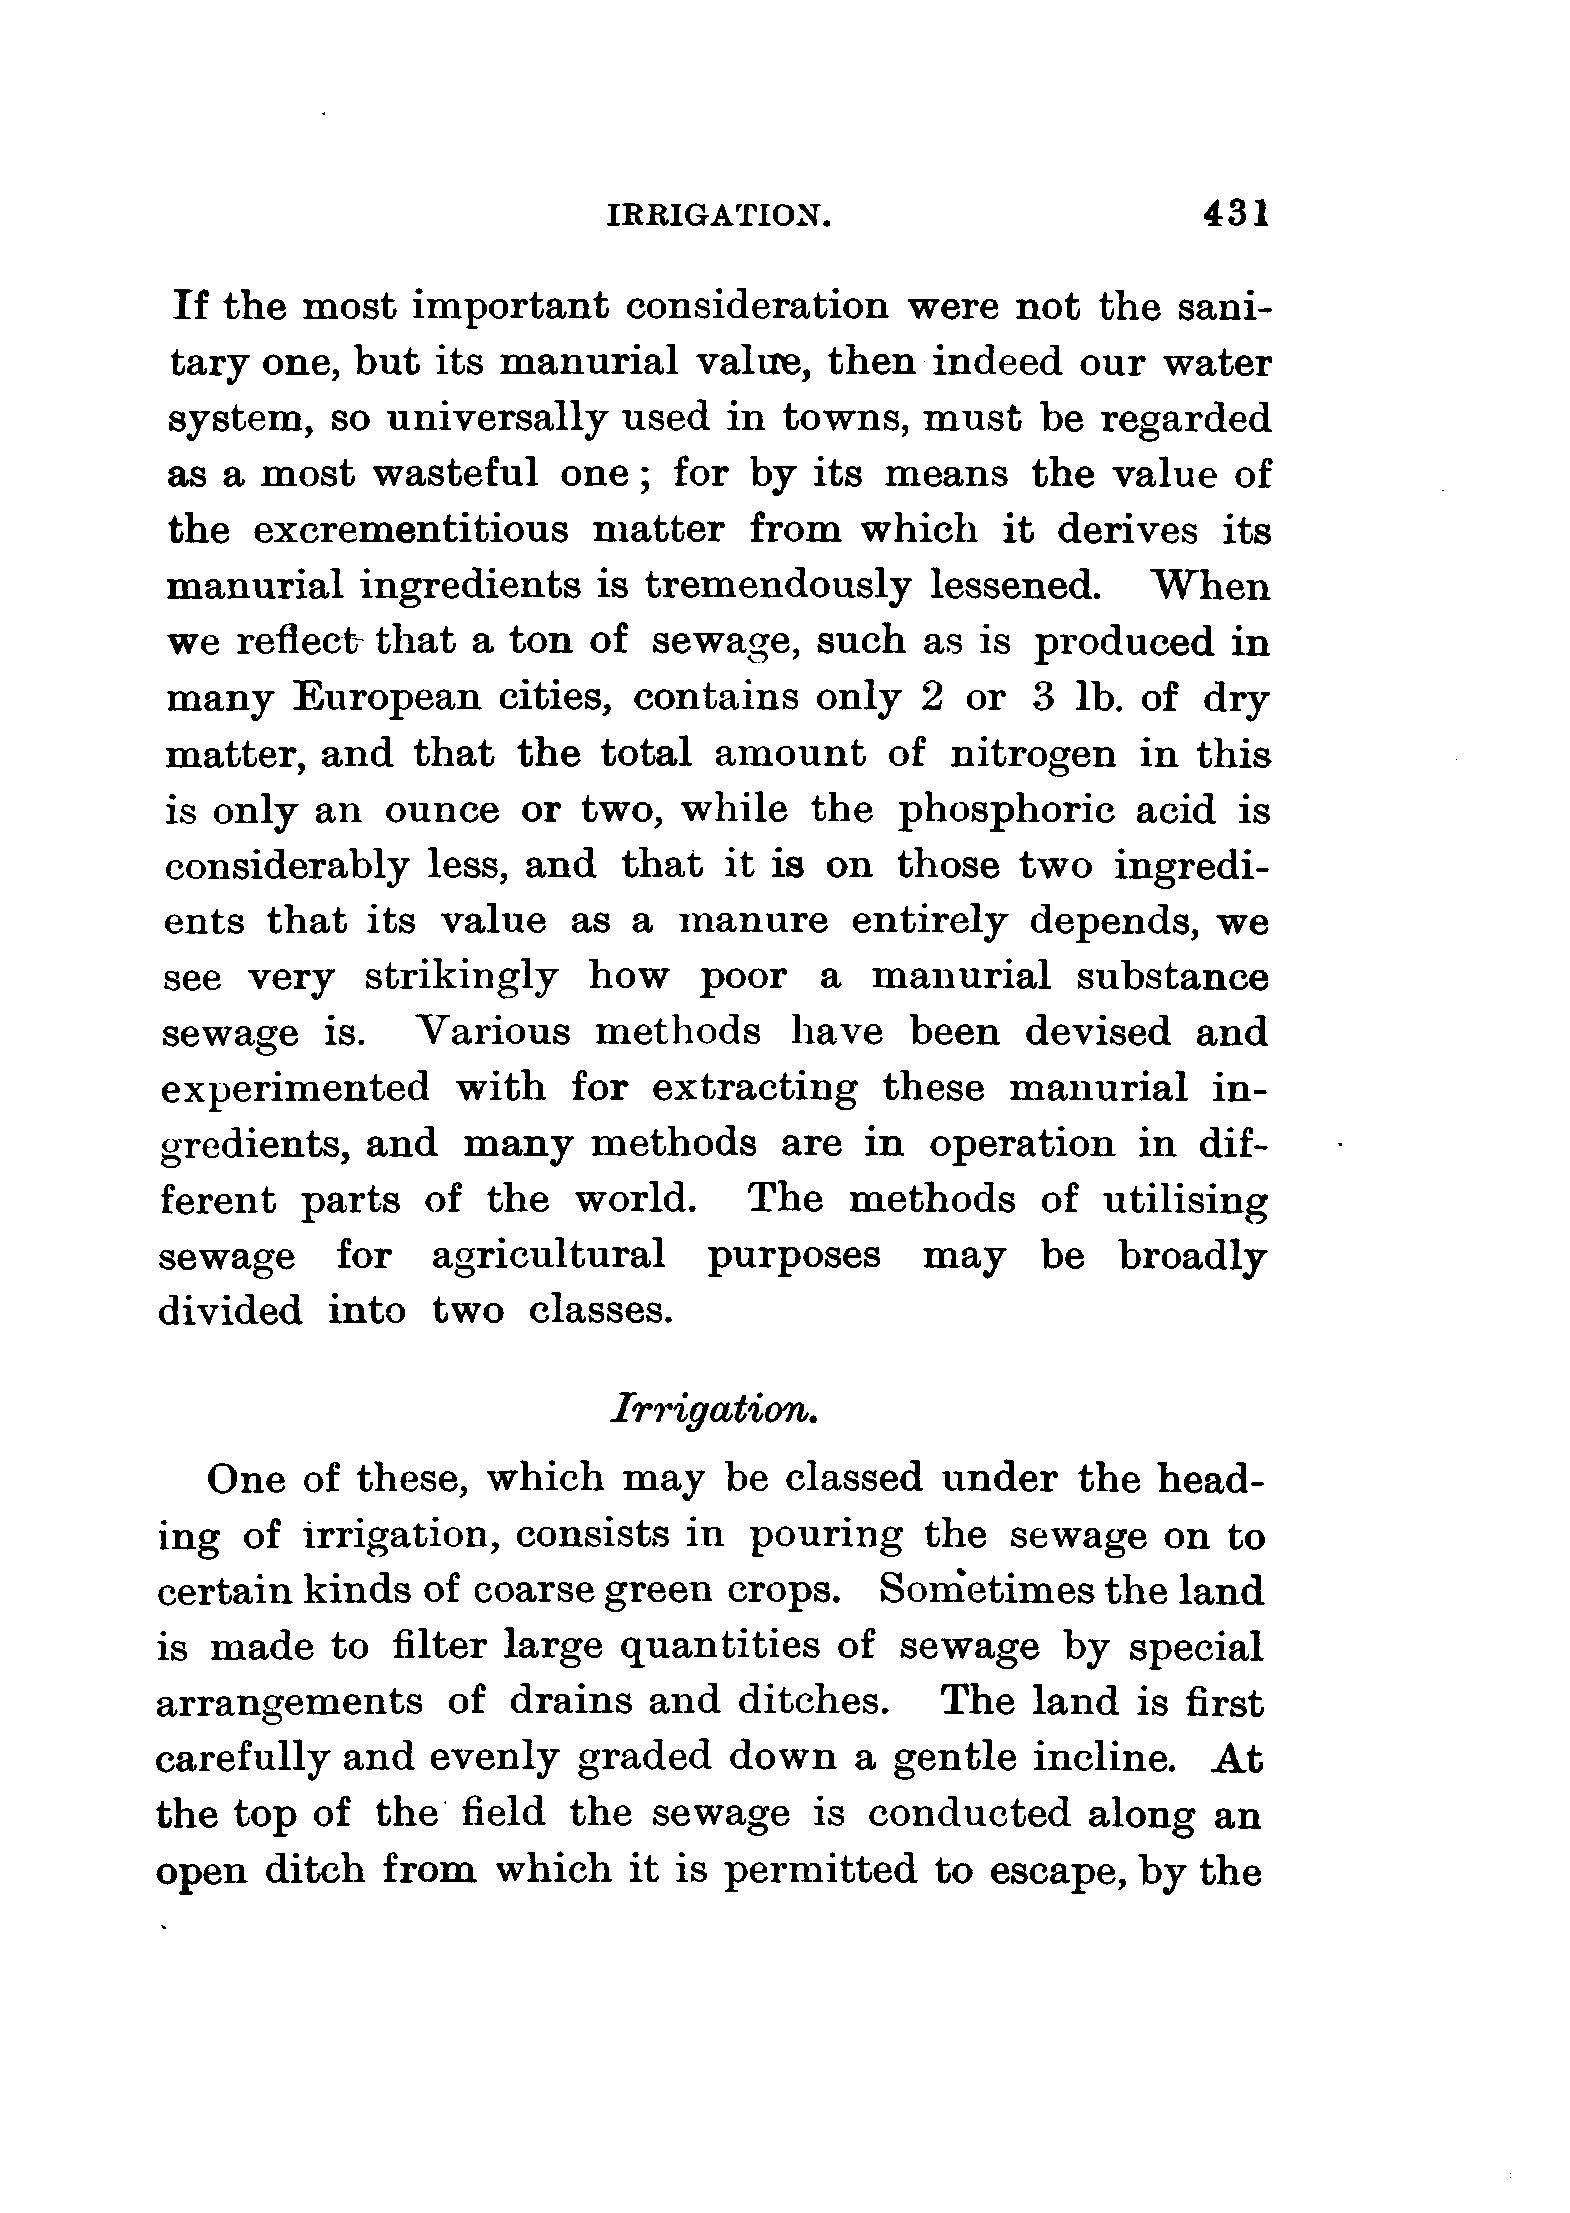 IRRIGATION. 431
If the most important consideration were not the sani-
tary one, but its manurial value, then indeed our water
system, so universally used in towns, must be regarded
as a most wasteful one; for by its means the value of
the excrementitious matter from which it derives its
manurial ingredients is tremendously lessened. When
we reflect that a ton of sewage, such as is produced in
many European cities, contains only 2 or 3 lb. of dry
matter, and that the total amount of nitrogen in this
is only an ounce or two, while the phosphoric acid is
considerably less, and that it is on those two ingredi-
ents that its value as a manure entirely depends, we
see very strikingly how poor a manurial substance
sewage is. Various methods have been devised and
experimented with for extracting these manurial in-
gredients, and many methods are in operation in dif-
ferent parts of the world. The methods of utilising
sewage for agricultural purposes may be broadly
divided into two classes.
Irrigation.
One of these, which may be classed under the head-
ing of irrigation, consists in pouring the sewage on to
certain kinds of coarse green crops. Sometimes the land
is made to filter large quantities of sewage by special
arrangements of drains and ditches. The land is first
carefully and evenly graded down a gentle incline. At
the top of the field the sewage is conducted along an
open ditch from which it is permitted to escape, by the